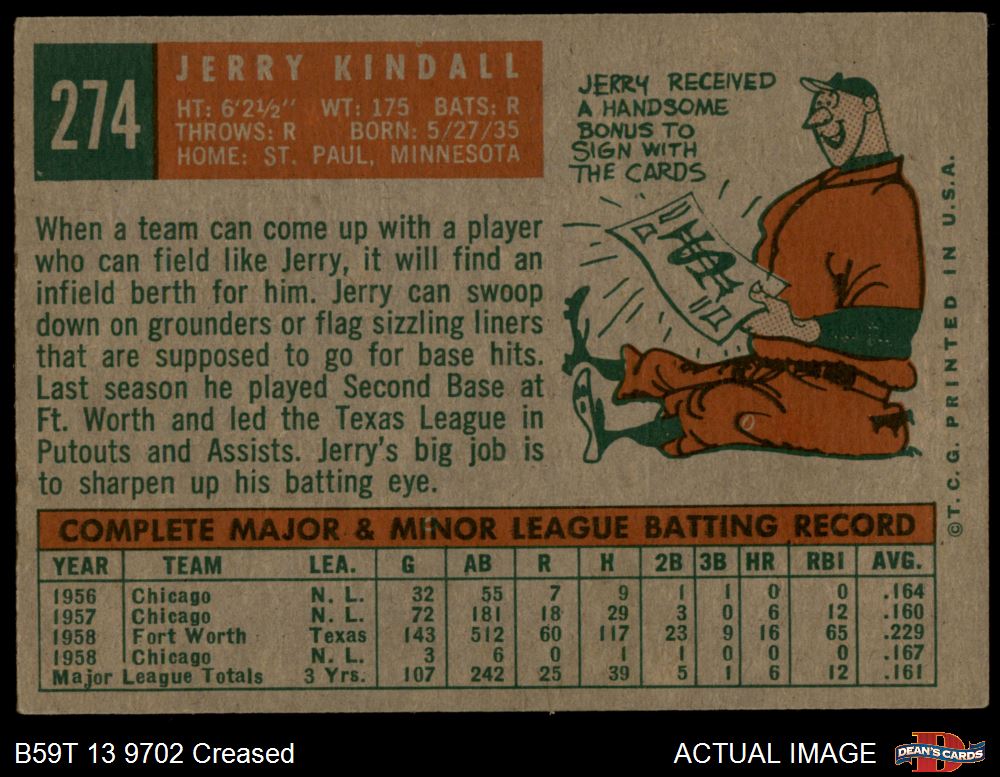 274
JERRY KINDALL
HT: 6'2½" WT: 175 BATS: R
THROWS: R BORN: 5/27/35
HOME: ST. PAUL, MINNESOTA
JERRY RECEIVED
A HANDSOME
BONUS TO
SIGN WITH
THE CARDS
When a team can come up with a player
who can field like Jerry, it will find an
infield berth for him. Jerry can swoop
down on grounders or flag sizzling liners
that are supposed to go for base hits.
Last season he played Second Base at
Ft. Worth and led the Texas League in
Putouts and Assists. Jerry's big job is
to sharpen up his batting eye.
©T. C. G. PRINTED IN U.S.A.
COMPLETE MAJOR & MINOR LEAGUE BATTING RECORD
YEAR TEAM LEA. G AB R H 2B 3B HR RBI AVG.
1956 Chicago N. L. 32 55 7 9 1 1 0 0 .164
1957 Chicago N. L. 72 181 18 29 3 0 6 12 .160
1958 Fort Worth Texas 143 512 60 117 23 9 16 65 .229
1958 Chicago N. L. 3 6 0 1 1 0 0 0 .167
Major League Totals 3 Yrs. 107 242 25 39 5 1 6 12 .161
B59T 13 9702 Creased
ACTUAL IMAGE
DEAN'S CARDS